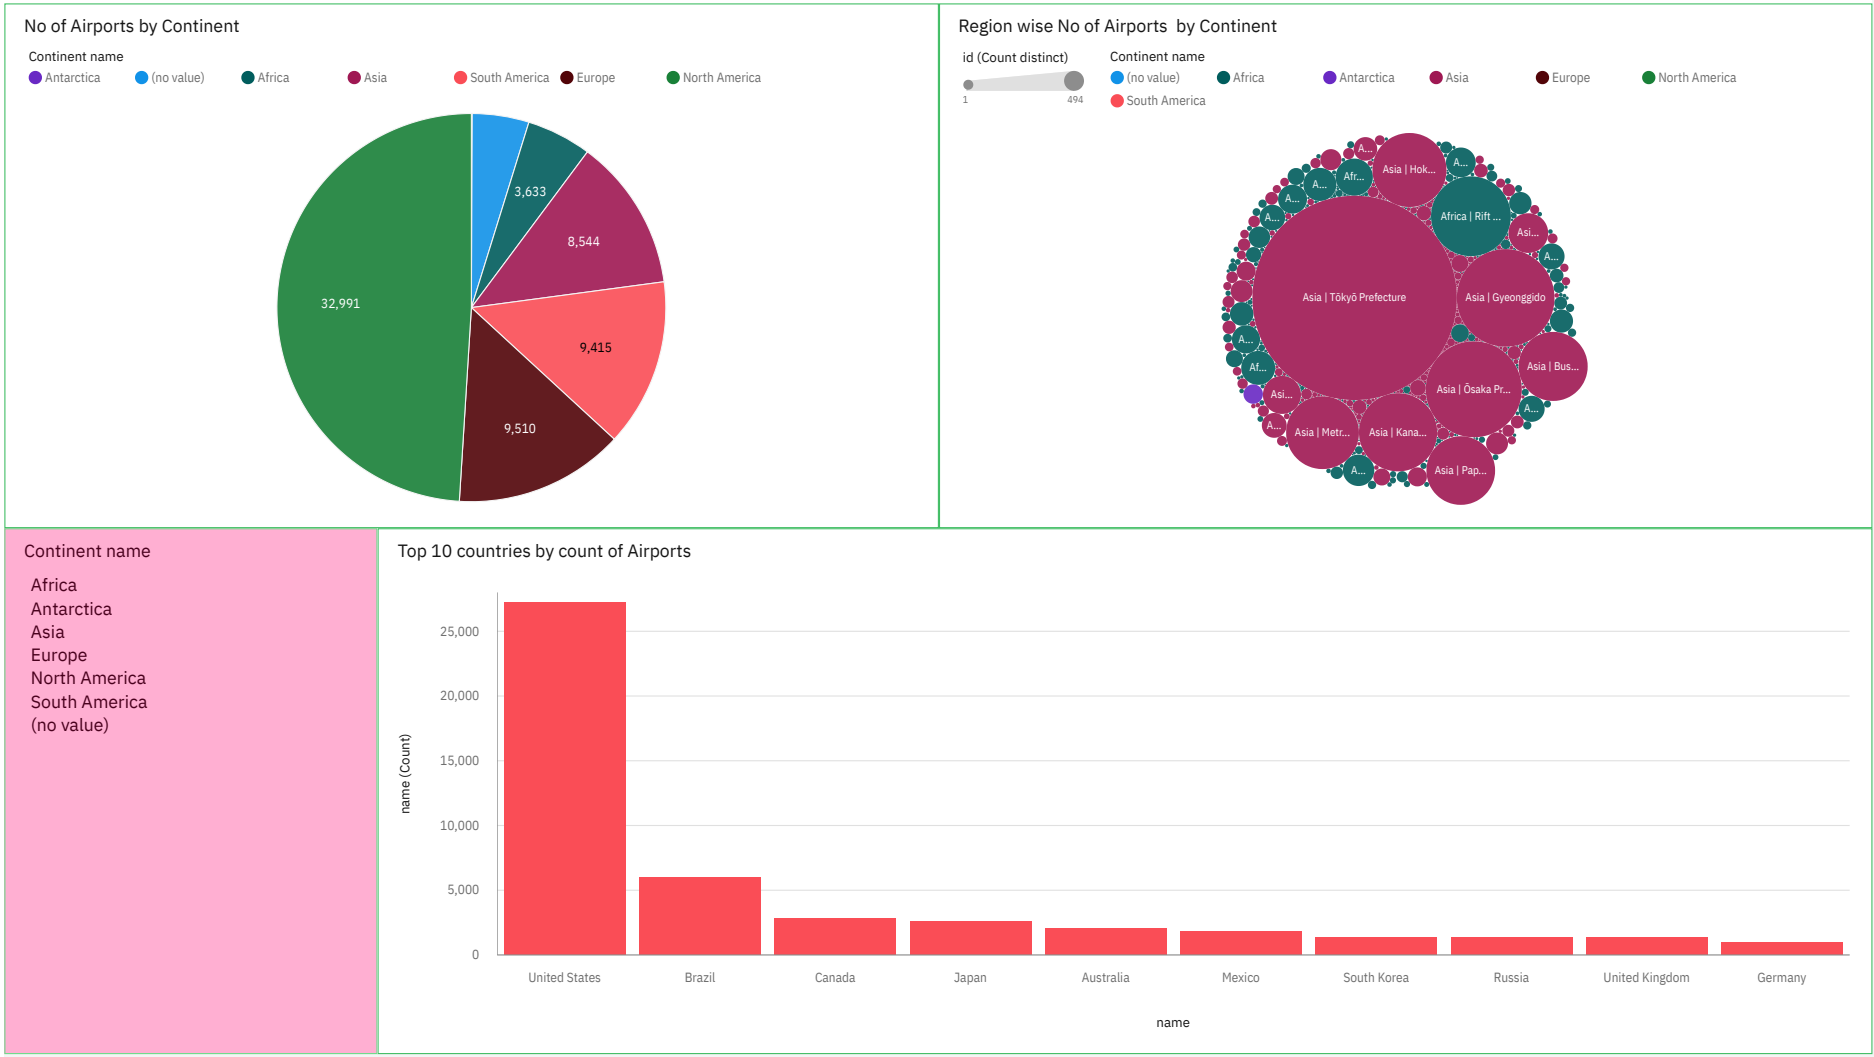 No of Airports by Continent
Continent name
Antarctica (no value) Africa Asia South America Europe North America
3,633
8,544
32,991
9,415
9,510
Region wise No of Airports by Continent
id (Count distinct)
1 494
Continent name
(no value) Africa Antarctica Asia Europe North America
South America
A...
Asia | Hok...
A...
Afr...
A...
A...
A...
Africa | Rift ...
Asi...
A...
Asia | Tōkyō Prefecture
Asia | Gyeonggido
A...
Af...
Asia | Bus...
Asi...
Asia | Ōsaka Pr...
A...
A...
Asia | Metr...
Asia | Kana...
A...
Asia | Pap...
Continent name
Africa
Antarctica
Asia
Europe
North America
South America
(no value)
Top 10 countries by count of Airports
name (Count)
25,000
20,000
15,000
10,000
5,000
0
United States Brazil Canada Japan Australia Mexico South Korea Russia United Kingdom Germany
name